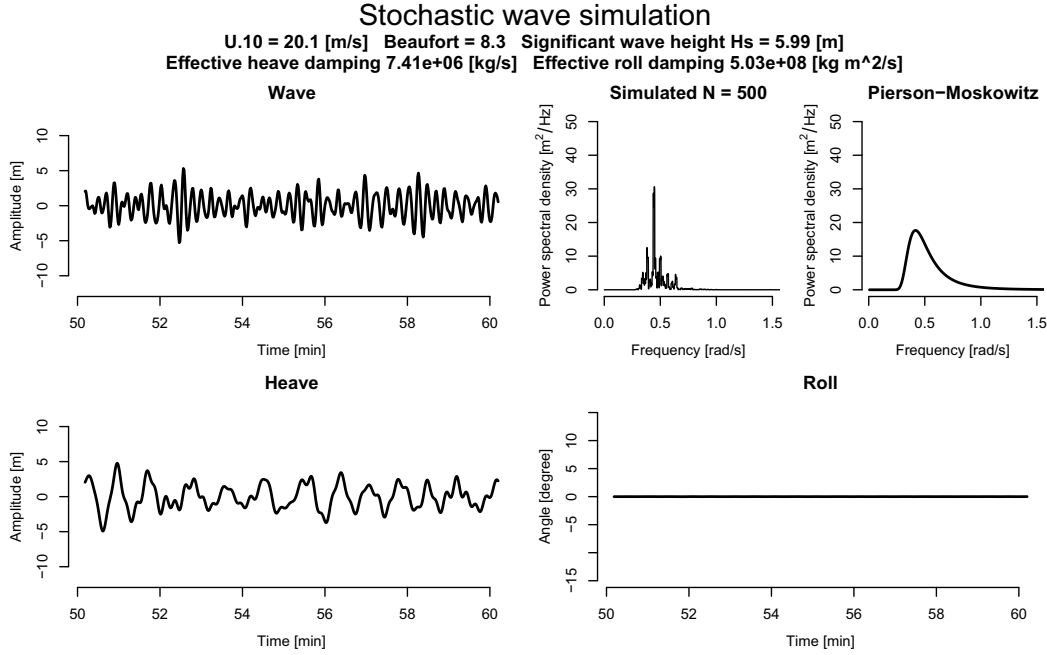 Stochastic wave simulation
U.10 = 20.1 [m/s] Beaufort = 8.3 Significant wave height Hs = 5.99 [m]
Effective heave damping 7.41e+06 [kg/s] Effective roll damping 5.03e+08 [kg m^2/s]
Wave
Amplitude [m]
10
5
0
−5
−10
50 52 54 56 58 60
Time [min]
Simulated N = 500
Power spectral density [m²/Hz]
50
40
30
20
10
0
0.0 0.5 1.0 1.5
Frequency [rad/s]
Pierson−Moskowitz
Power spectral density [m²/Hz]
50
40
30
20
10
0
0.0 0.5 1.0 1.5
Frequency [rad/s]
Heave
Amplitude [m]
10
5
0
−5
−10
50 52 54 56 58 60
Time [min]
Roll
Angle [degree]
10
5
0
−5
−15
50 52 54 56 58 60
Time [min]